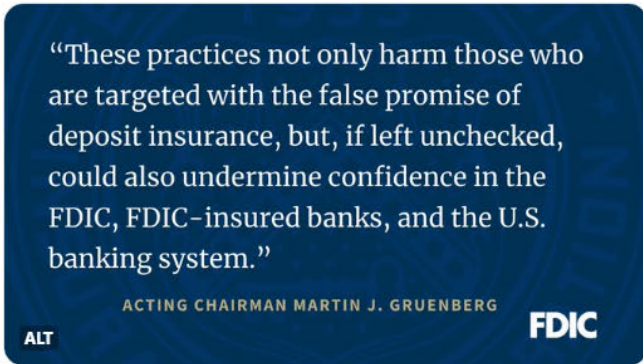 “These practices not only harm those who
are targeted with the false promise of
deposit insurance, but, if left unchecked,
could also undermine confidence in the
FDIC, FDIC-insured banks, and the U.S.
banking system.”
ACTING CHAIRMAN MARTIN J. GRUENBERG
FDIC
ALT